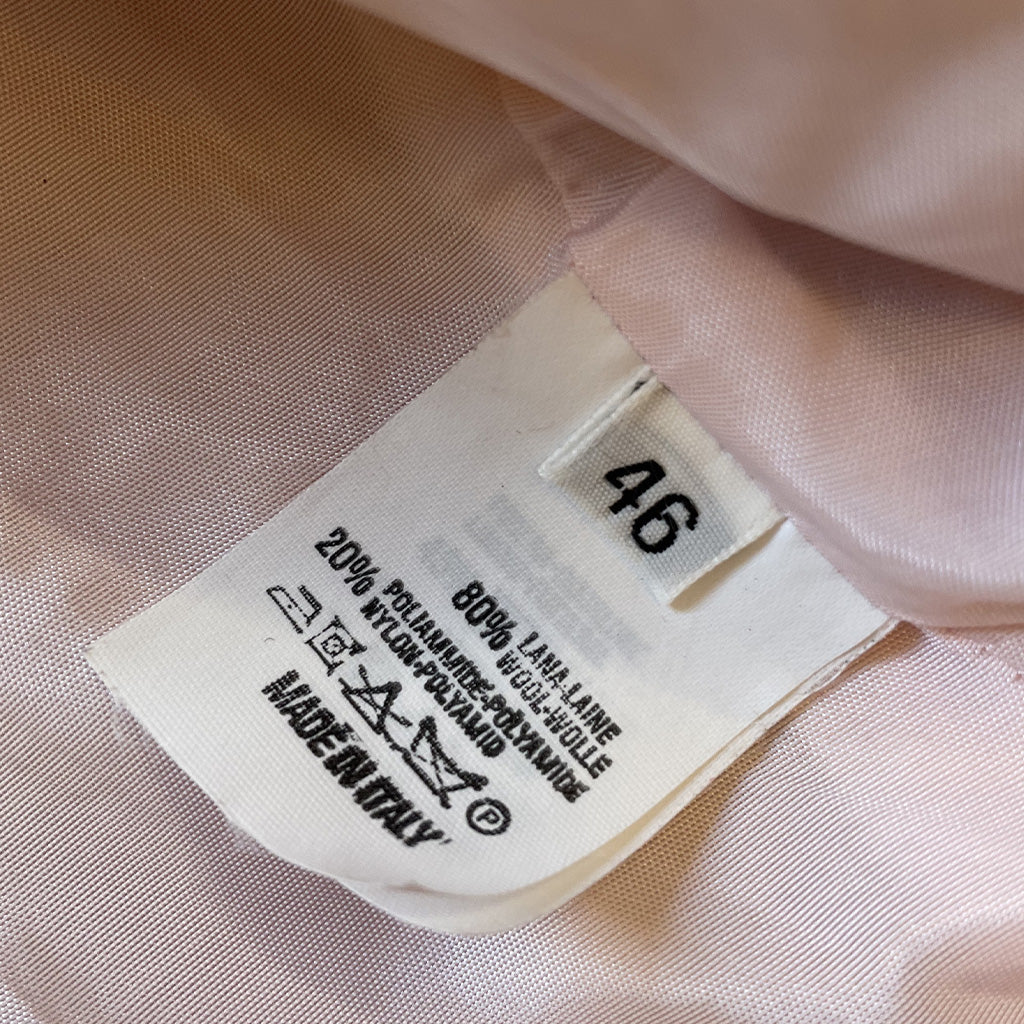 46
80% LANA-LAINE
WOOL-WOLLE
20% POLIAMMIDE-POLYAMIDE
NYLON-POLYAMID
P
MADE IN ITALY